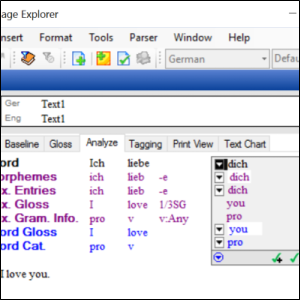 age Explorer
nsert Format Tools Parser Window Help
German Defau
Ger Text1
Eng Text1
Baseline Gloss Analyze Tagging Print View Text Chart
ord Ich liebe dich
orphemes ich lieb -e dich
x. Entries ich lieb -e dich
x. Gloss I love 1/3SG you
x. Gram. Info. pro v v:Any pro
ord Gloss I love you
ord Cat. pro v pro
I love you.